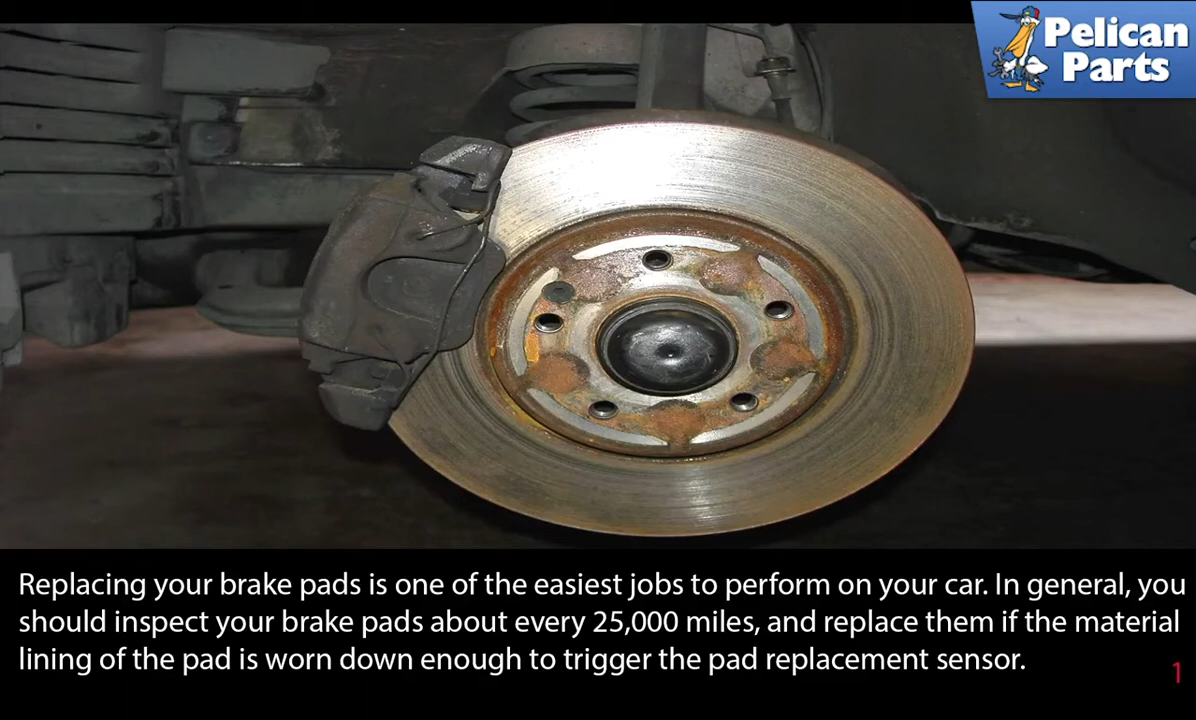 Pelican
Parts
Replacing your brake pads is one of the easiest jobs to perform on your car. In general, you
should inspect your brake pads about every 25,000 miles, and replace them if the material
lining of the pad is worn down enough to trigger the pad replacement sensor.
1